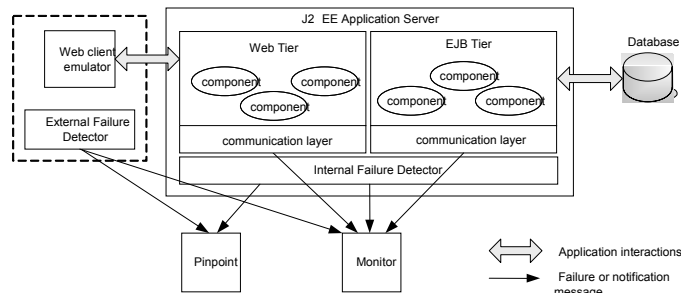 J2 EE Application Server
Web client
emulator
Web Tier
EJB Tier
Database
component
component
component
component
component
component
External Failure
Detector
communication layer
communication layer
Internal Failure Detector
Pinpoint
Monitor
Application interactions
Failure or notification
message